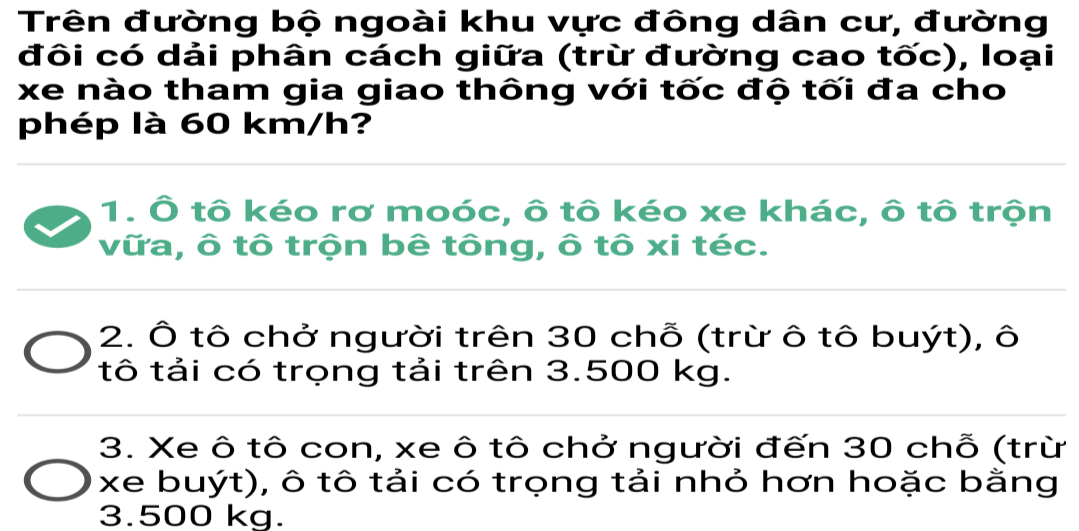 Trên đường bộ ngoài khu vực đông dân cư, đường
đôi có dải phân cách giữa (trừ đường cao tốc), loại
xe nào tham gia giao thông với tốc độ tối đa cho
phép là 60 km/h?
1. Ô tô kéo rơ moóc, ô tô kéo xe khác, ô tô trộn
vữa, ô tô trộn bê tông, ô tô xi téc.
2. Ô tô chở người trên 30 chỗ (trừ ô tô buýt), ô
tô tải có trọng tải trên 3.500 kg.
3. Xe ô tô con, xe ô tô chở người đến 30 chỗ (trừ
xe buýt), ô tô tải có trọng tải nhỏ hơn hoặc bằng
3.500 kg.